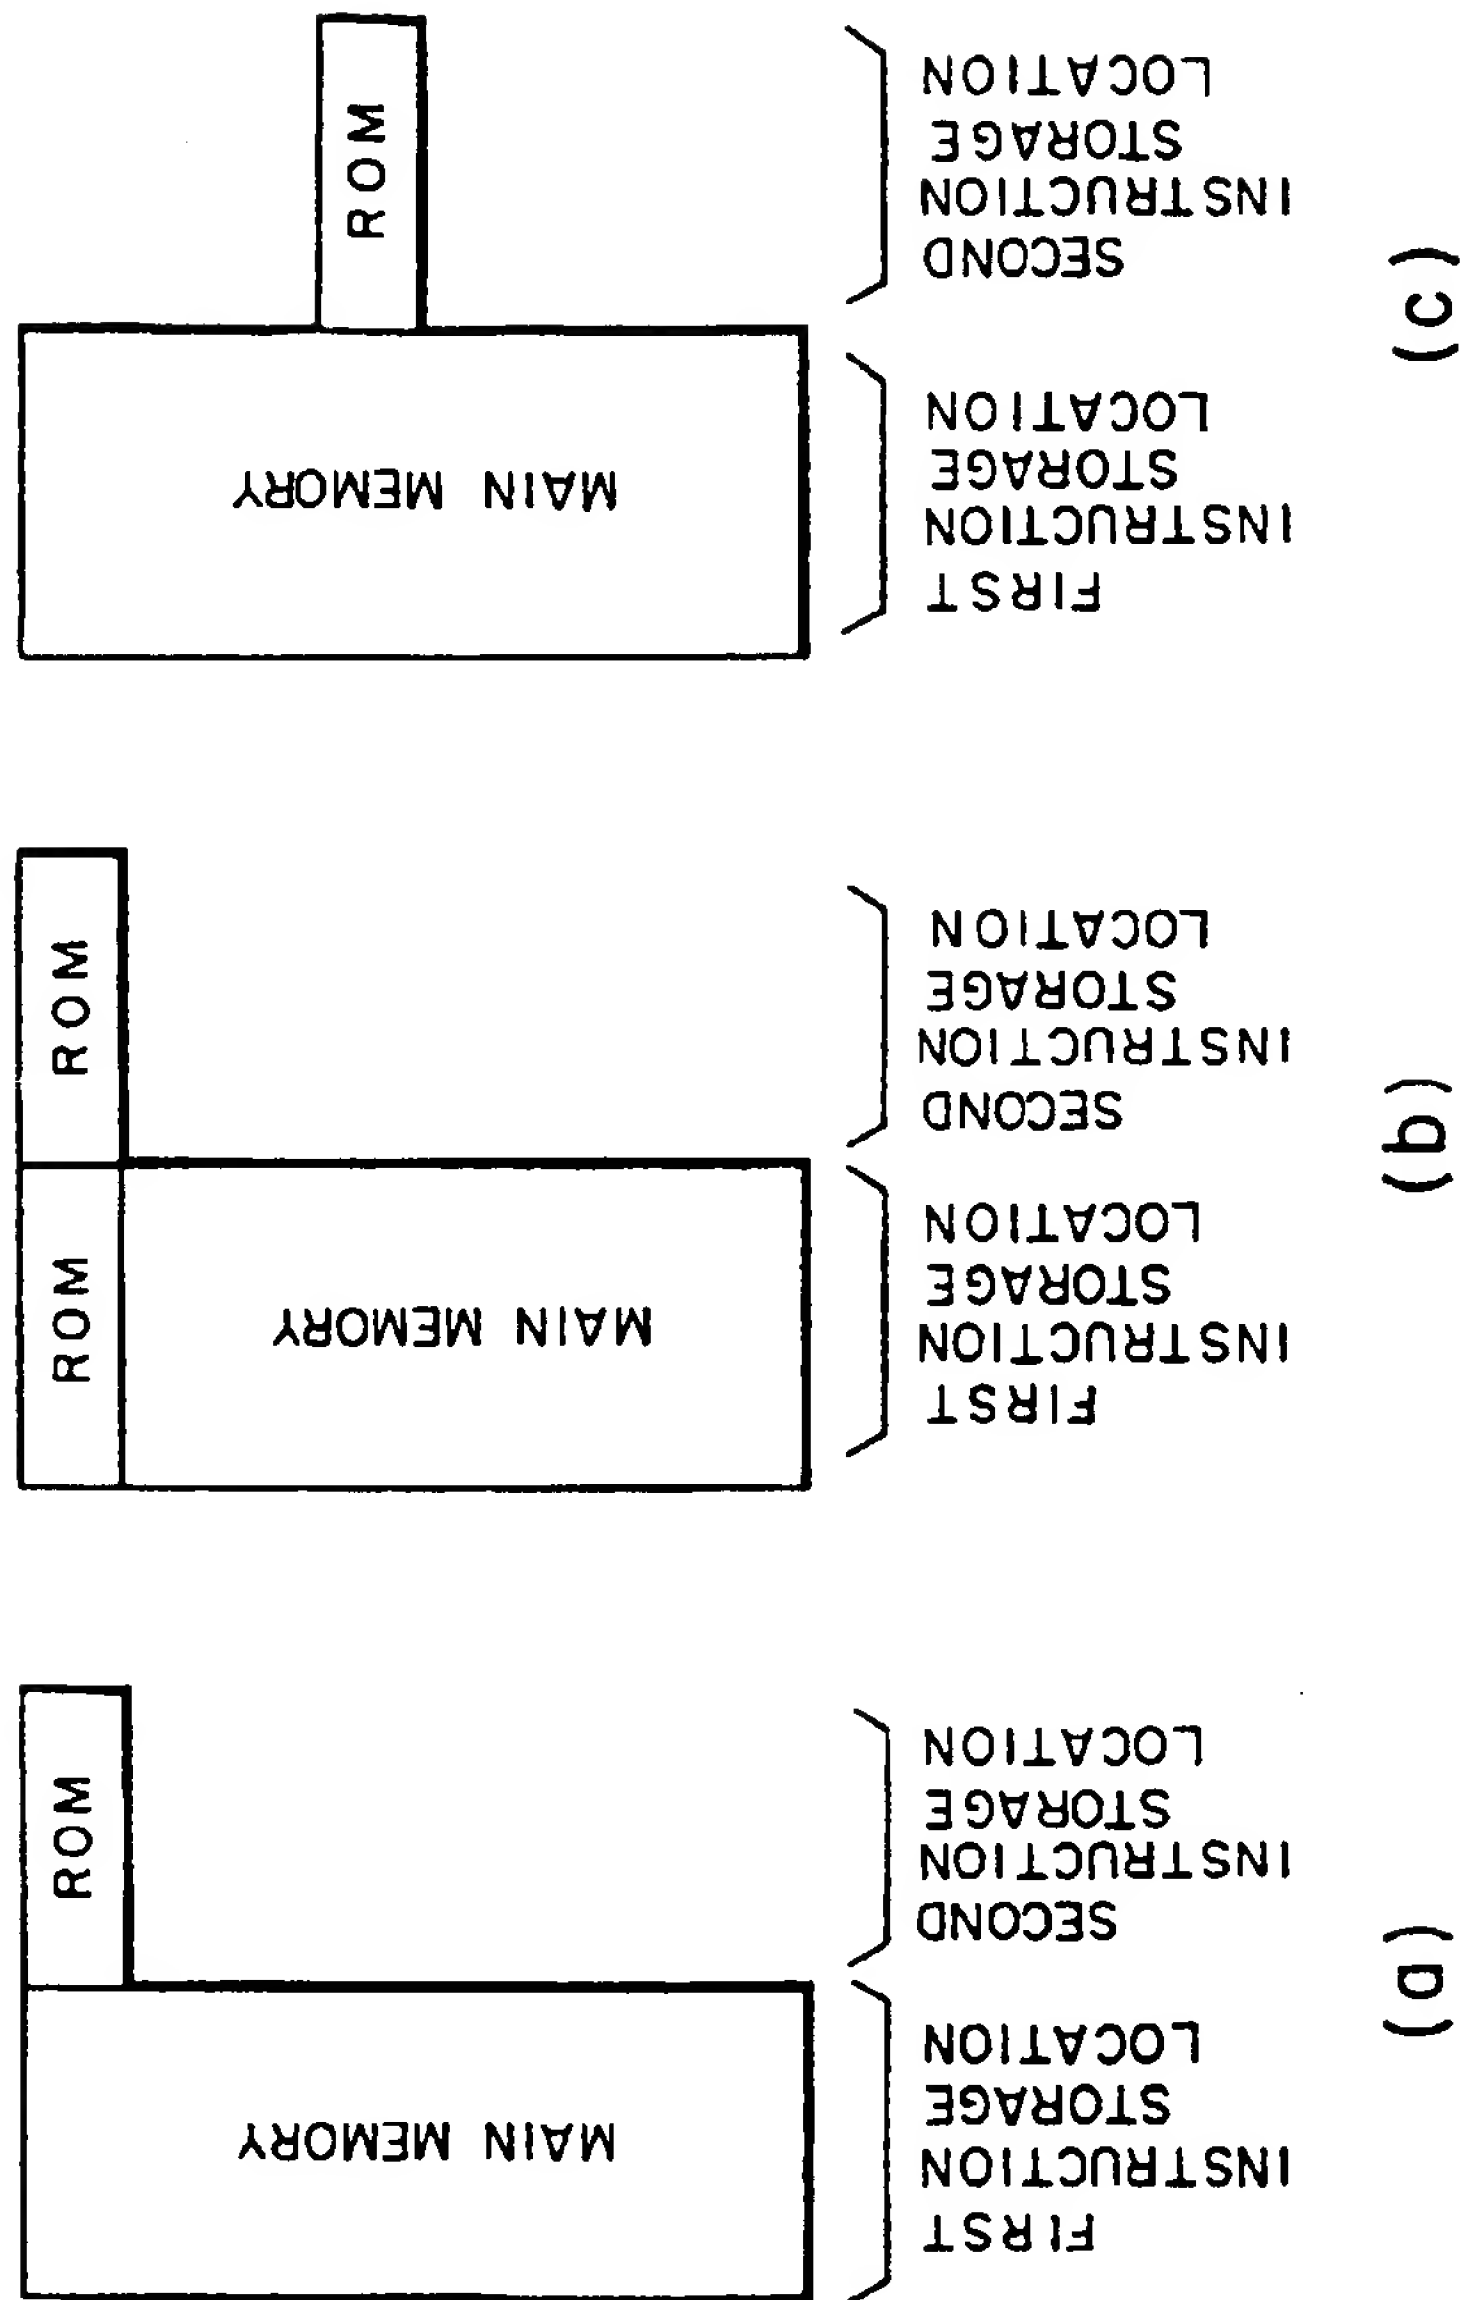 MAIN MEMORY
ROM
FIRST
INSTRUCTION
STORAGE
LOCATION
SECOND
INSTRUCTION
STORAGE
LOCATION
(a)
ROM
ROM
MAIN MEMORY
FIRST
INSTRUCTION
STORAGE
LOCATION
SECOND
INSTRUCTION
STORAGE
LOCATION
(b)
MAIN MEMORY
ROM
FIRST
INSTRUCTION
STORAGE
LOCATION
SECOND
INSTRUCTION
STORAGE
LOCATION
(c)